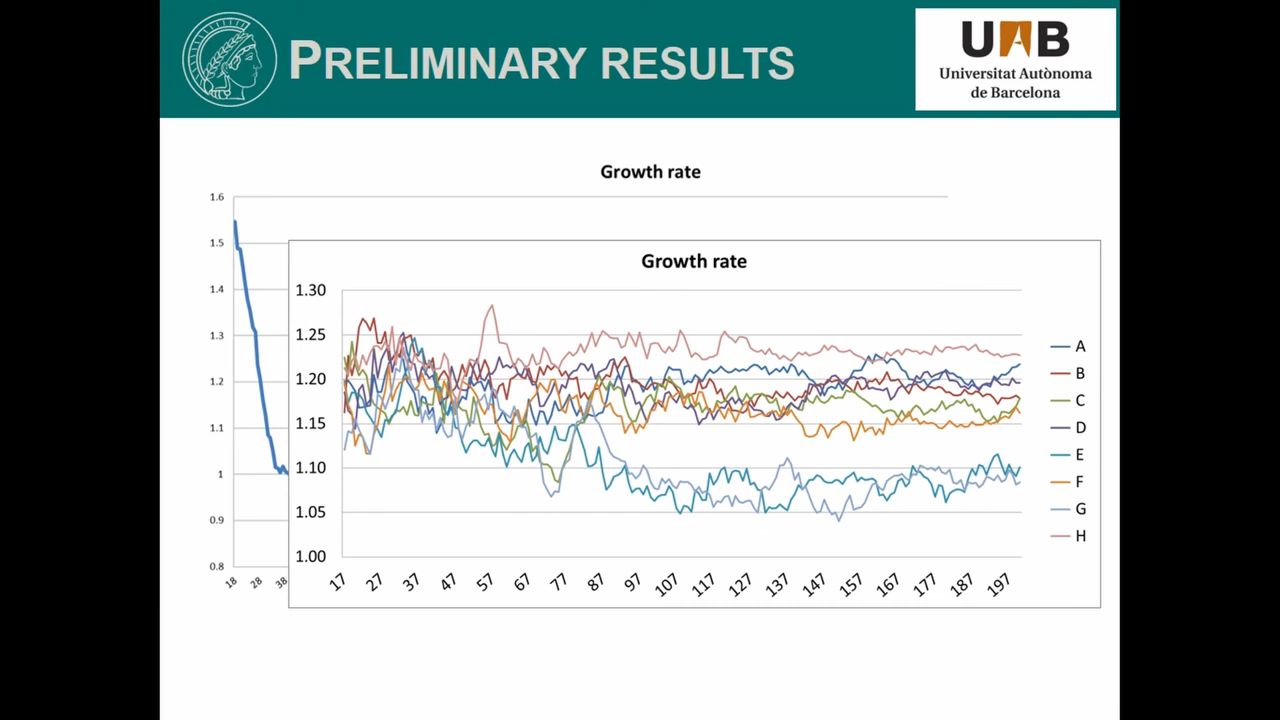 PRELIMINARY RESULTS
UAB
Universitat Autònoma
de Barcelona
Growth rate
1.6
1.5
1.4
1.3
1.2
1.1
1
0.9
0.8
18 28 38
Growth rate
1.30
1.25
1.20
1.15
1.10
1.05
1.00
17 27 37 47 57 67 77 87 97 107 117 127 137 147 157 167 177 187 197
A
B
C
D
E
F
G
H